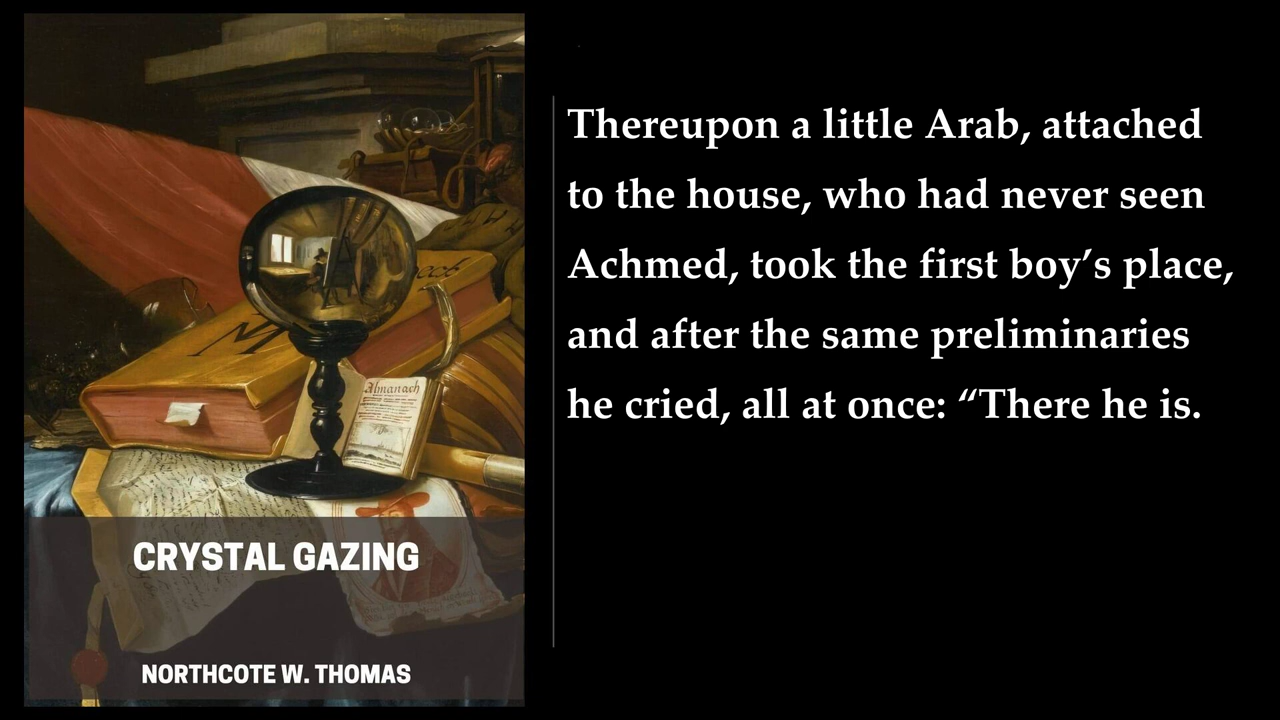 Thereupon a little Arab, attached
to the house, who had never seen
Achmed, took the first boy’s place,
and after the same preliminaries
he cried, all at once: “There he is.
M
Almanach
CRYSTAL GAZING
NORTHCOTE W. THOMAS